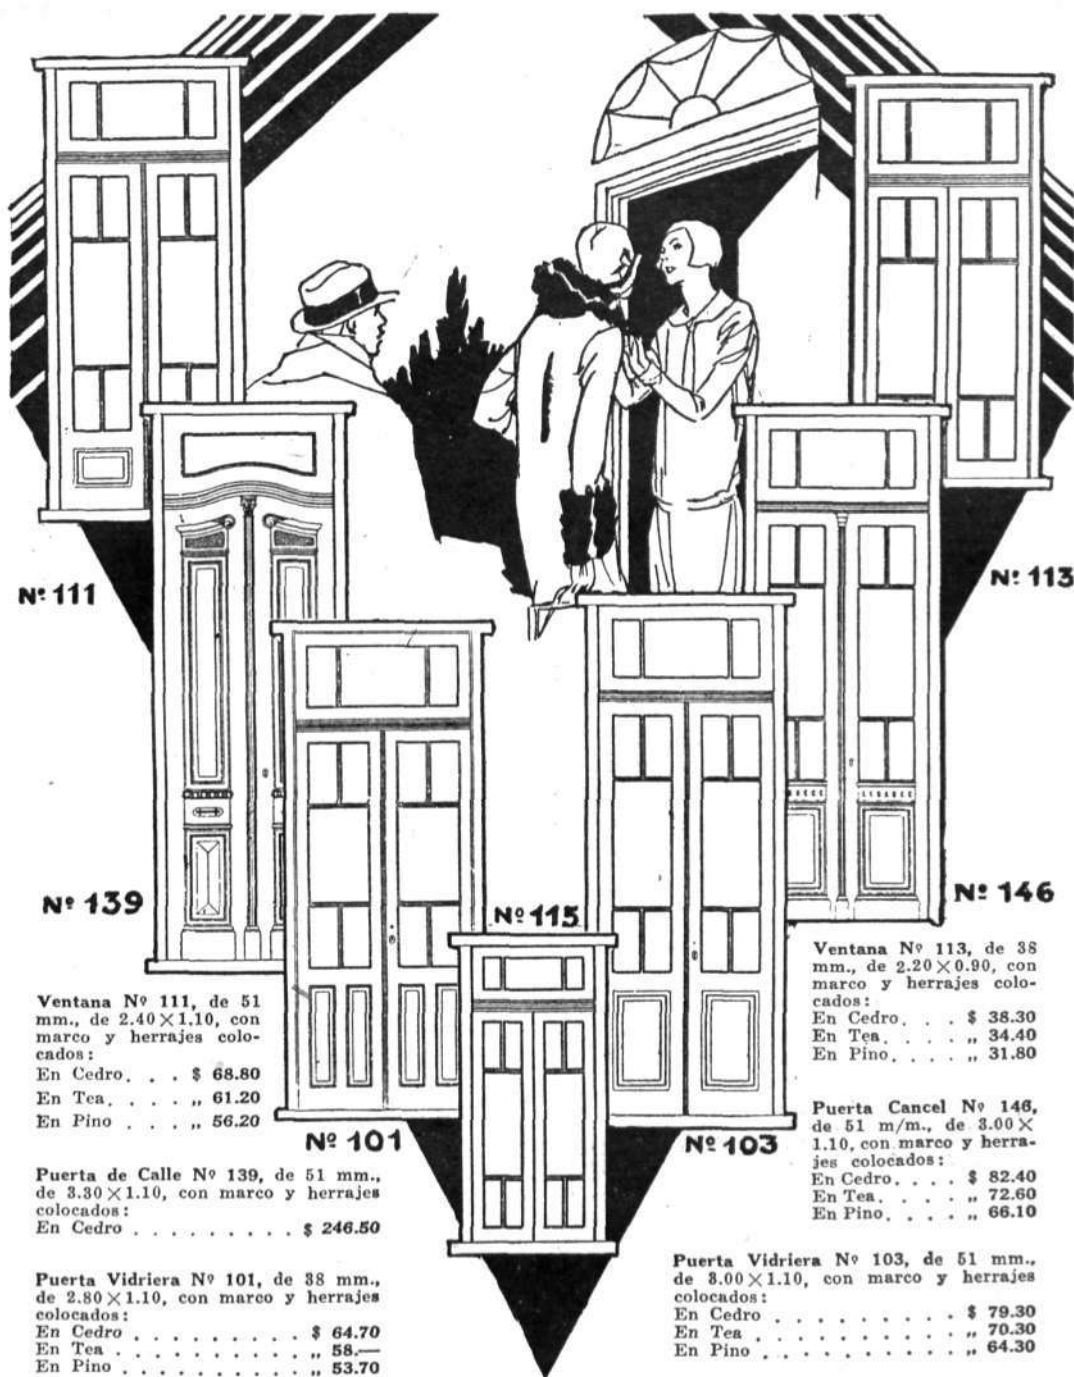 Nº 111
Nº 113
Nº 139
Nº 115
Nº 146
Nº 101
Nº 103
Ventana Nº 111, de 51
mm., de 2.40 × 1.10, con
marco y herrajes colo-
cados:
En Cedro. . . $ 68.80
En Tea. . . . „ 61.20
En Pino . . . „ 56.20
Puerta de Calle Nº 139, de 51 mm.,
de 3.30 × 1.10, con marco y herrajes
colocados:
En Cedro . . . . . . . . . $ 246.50
Puerta Vidriera Nº 101, de 38 mm.,
de 2.80 × 1.10, con marco y herrajes
colocados:
En Cedro . . . . . . . . . $ 64.70
En Tea . . . . . . . . . . „ 58.—
En Pino . . . . . . . . . . „ 53.70
Ventana Nº 113, de 38
mm., de 2.20 × 0.90, con
marco y herrajes colo-
cados:
En Cedro. . . $ 38.30
En Tea. . . . „ 34.40
En Pino. . . . „ 31.80
Puerta Cancel Nº 146,
de 51 m/m., de 3.00 ×
1.10, con marco y herra-
jes colocados:
En Cedro. . . . $ 82.40
En Tea. . . . . „ 72.60
En Pino. . . . . „ 66.10
Puerta Vidriera Nº 103, de 51 mm.,
de 3.00 × 1.10, con marco y herrajes
colocados:
En Cedro . . . . . . . . . $ 79.30
En Tea . . . . . . . . . . „ 70.30
En Pino . . . . . . . . . . „ 64.30